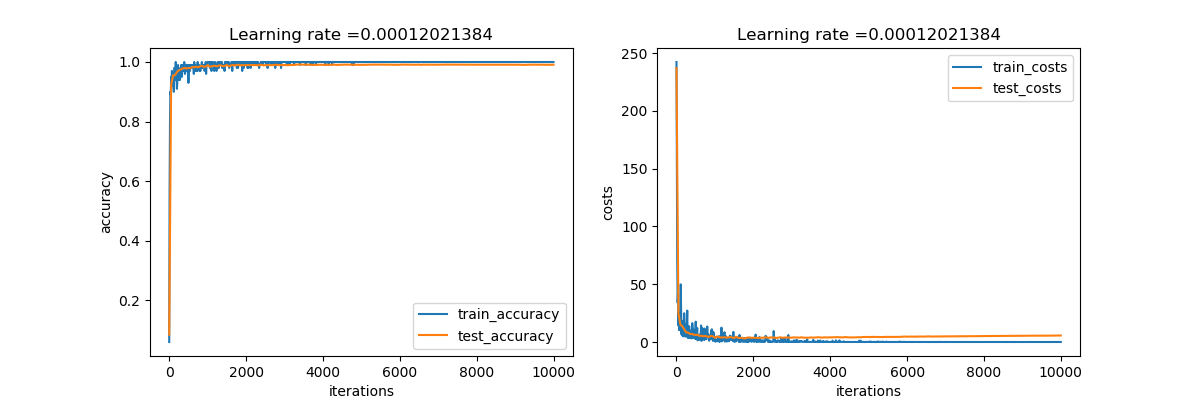 Learning rate =0.00012021384
1.0
0.8
0.6
0.4
0.2
accuracy
0
2000
4000
6000
8000
10000
iterations
train_accuracy
test_accuracy
Learning rate =0.00012021384
250
200
150
100
50
0
costs
0
2000
4000
6000
8000
10000
iterations
train_costs
test_costs